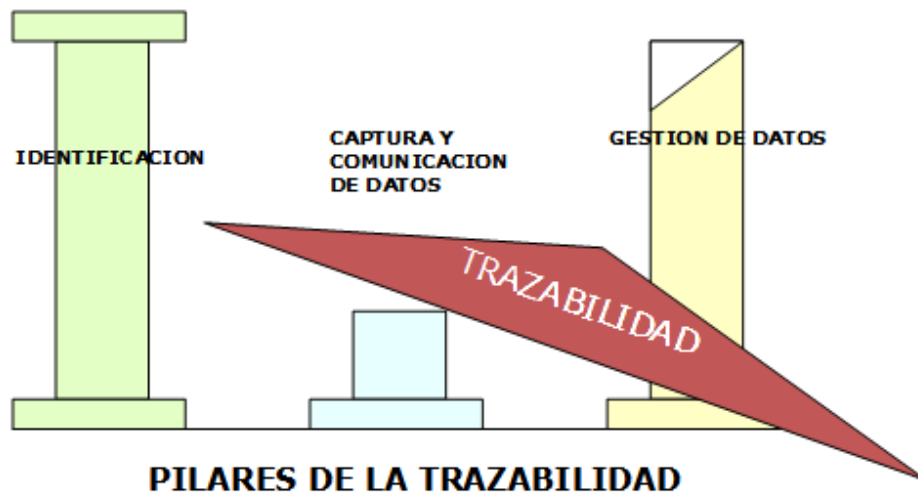 IDENTIFICACION
CAPTURA Y
COMUNICACION
DE DATOS
GESTION DE DATOS
TRAZABILIDAD
PILARES DE LA TRAZABILIDAD